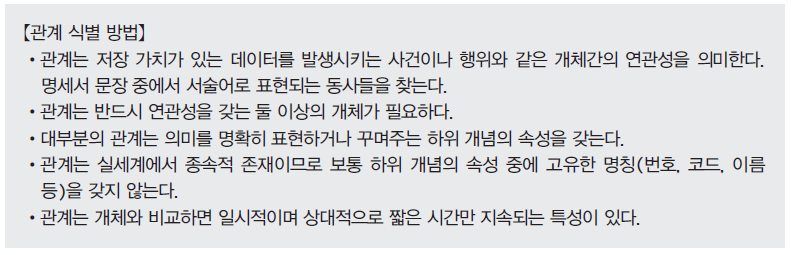 【관계 식별 방법】
• 관계는 저장 가치가 있는 데이터를 발생시키는 사건이나 행위와 같은 개체간의 연관성을 의미한다.
명세서 문장 중에서 서술어로 표현되는 동사들을 찾는다.
• 관계는 반드시 연관성을 갖는 둘 이상의 개체가 필요하다.
• 대부분의 관계는 의미를 명확히 표현하거나 꾸며주는 하위 개념의 속성을 갖는다.
• 관계는 실세계에서 종속적 존재이므로 보통 하위 개념의 속성 중에 고유한 명칭(번호, 코드, 이름
등)을 갖지 않는다.
• 관계는 개체와 비교하면 일시적이며 상대적으로 짧은 시간만 지속되는 특성이 있다.